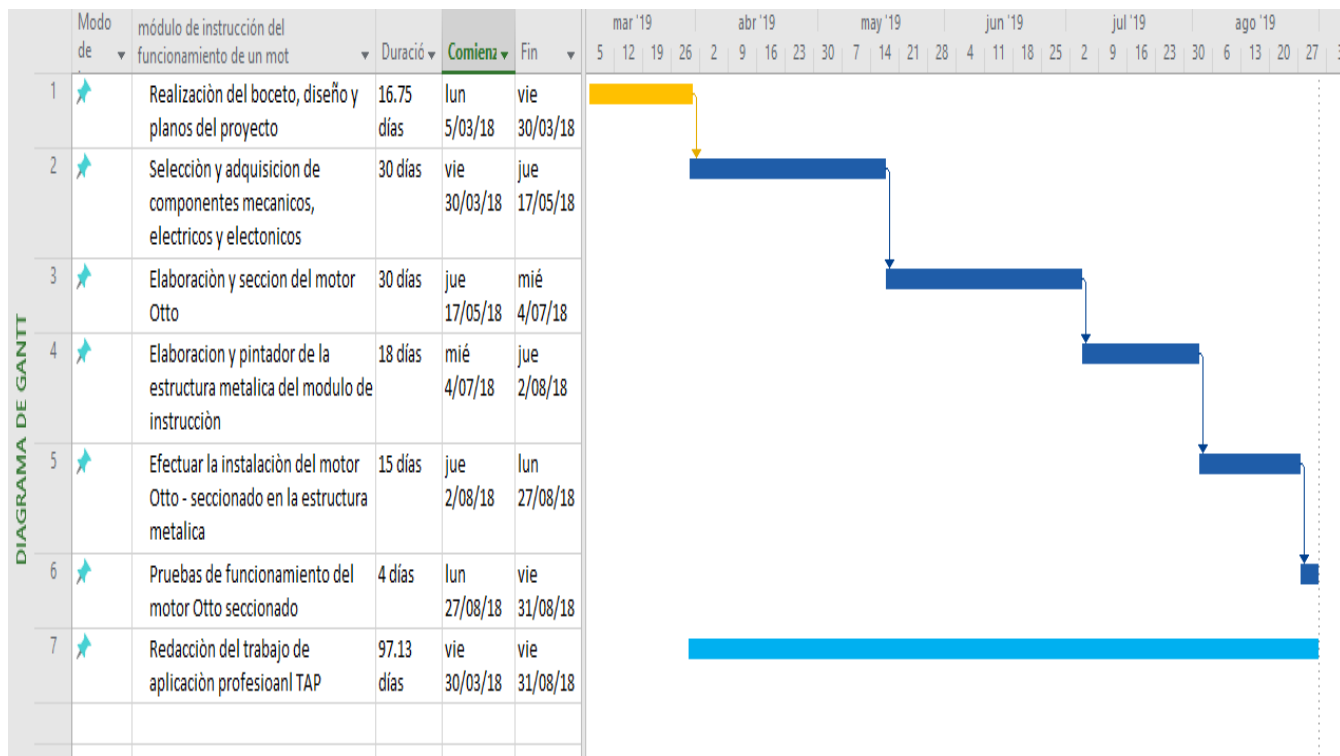 DIAGRAMA DE GANTT
Modo de
módulo de instrucción del funcionamiento de un mot
Duració
Comienz
Fin
mar '19 abr '19 may '19 jun '19 jul '19 ago '19
5 12 19 26 2 9 16 23 30 7 14 21 28 4 11 18 25 2 9 16 23 30 6 13 20 27
1
Realizaciòn del boceto, diseño y
planos del proyecto
16.75
días
lun
5/03/18
vie
30/03/18
2
Selecciòn y adquisicion de
componentes mecanicos,
electricos y electonicos
30 días
vie
30/03/18
jue
17/05/18
3
Elaboraciòn y seccion del motor
Otto
30 días
jue
17/05/18
mié
4/07/18
4
Elaboracion y pintador de la
estructura metalica del modulo de
instrucciòn
18 días
mié
4/07/18
jue
2/08/18
5
Efectuar la instalaciòn del motor
Otto - seccionado en la estructura
metalica
15 días
jue
2/08/18
lun
27/08/18
6
Pruebas de funcionamiento del
motor Otto seccionado
4 días
lun
27/08/18
vie
31/08/18
7
Redacciòn del trabajo de
aplicaciòn profesioanl TAP
97.13
días
vie
30/03/18
vie
31/08/18